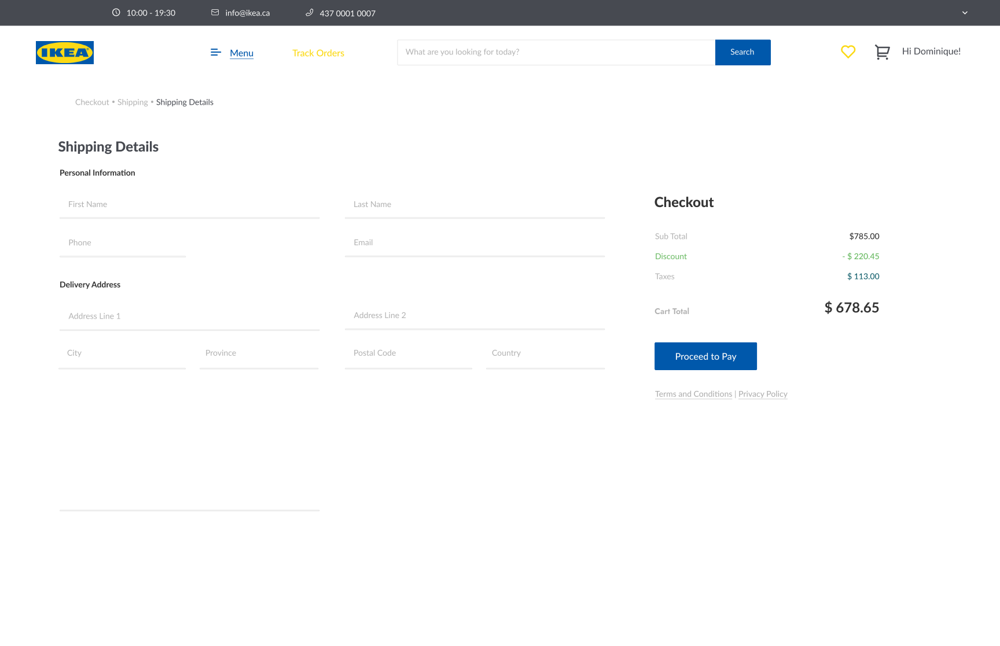 10:00 - 19:30 info@ikea.ca 437 0001 0007
IKEA Menu Track Orders What are you looking for today? Search Hi Dominique!
Checkout • Shipping • Shipping Details
Shipping Details
Personal Information
First Name Last Name
Phone Email
Delivery Address
Address Line 1 Address Line 2
City Province Postal Code Country
Checkout
Sub Total $785.00
Discount - $ 220.45
Taxes $ 113.00
Cart Total $ 678.65
Proceed to Pay
Terms and Conditions | Privacy Policy